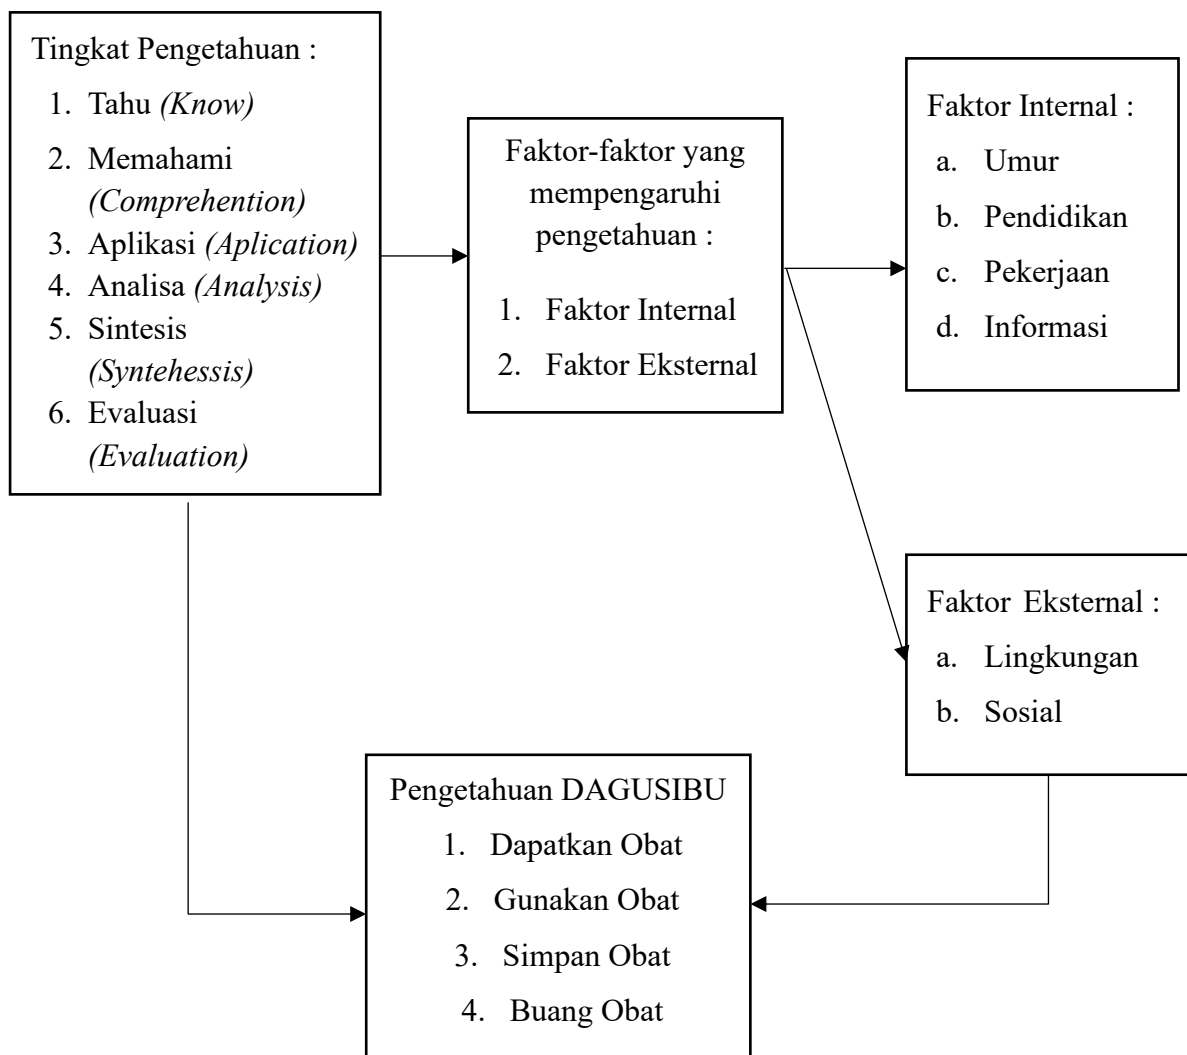 Tingkat Pengetahuan :
1. Tahu (Know)
2. Memahami
(Comprehention)
3. Aplikasi (Aplication)
4. Analisa (Analysis)
5. Sintesis
(Syntehessis)
6. Evaluasi
(Evaluation)
Faktor-faktor yang
mempengaruhi
pengetahuan :
1. Faktor Internal
2. Faktor Eksternal
Faktor Internal :
a. Umur
b. Pendidikan
c. Pekerjaan
d. Informasi
Faktor Eksternal :
a. Lingkungan
b. Sosial
Pengetahuan DAGUSIBU
1. Dapatkan Obat
2. Gunakan Obat
3. Simpan Obat
4. Buang Obat